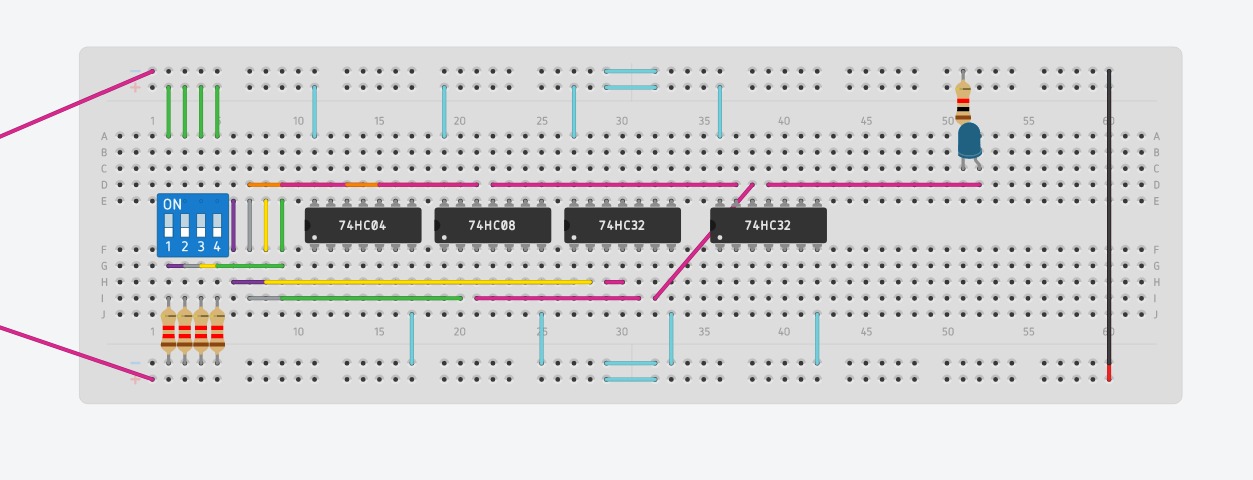 −
+
1 5 10 15 20 25 30 35 40 45 50 55 60
A A
B B
C C
D D
E E
ON
1 2 3 4
74HC04 74HC08 74HC32 74HC32
F F
G G
H H
I I
J J
1 10 15 20 25 30 35 40 45 50 55 60
−
+